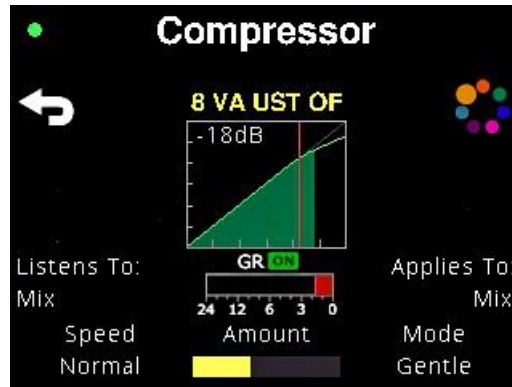 Compressor
8 VA UST OF
-18dB
GR ON
Listens To:
Applies To:
Mix
Mix
24 12 6 3 0
Speed Amount Mode
Normal Gentle